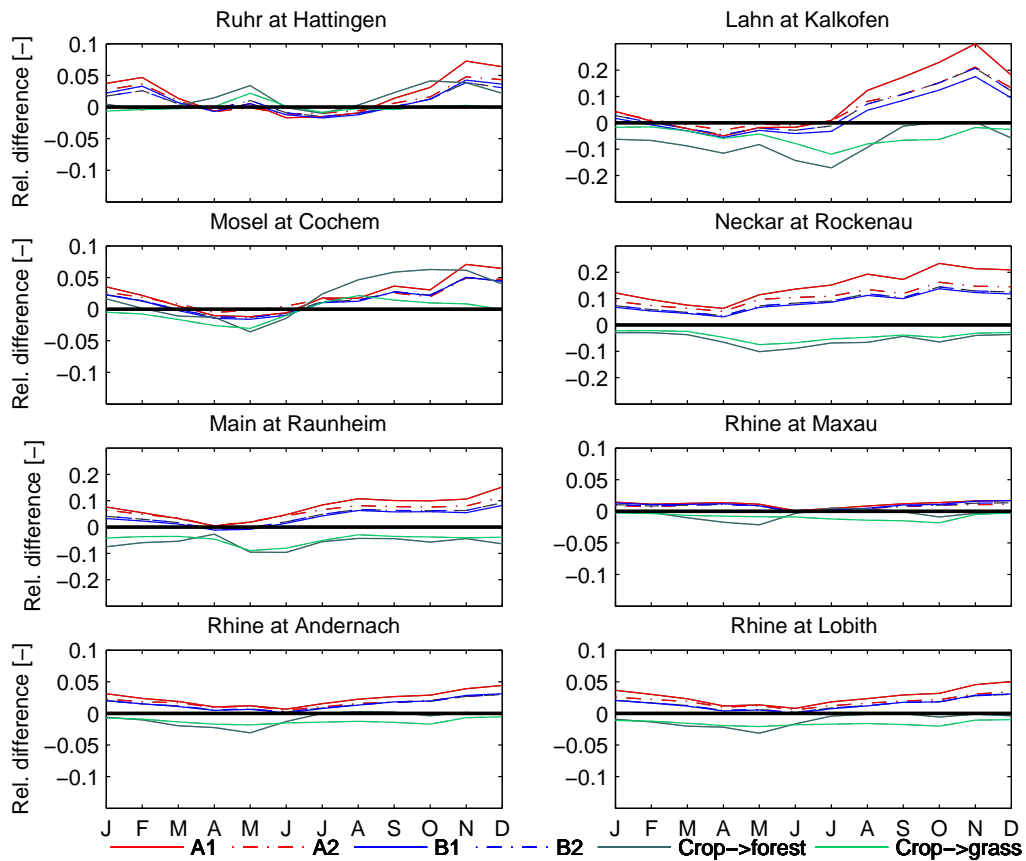 Ruhr at Hattingen
Lahn at Kalkofen
Rel. difference [−]
0.1
0.05
0
−0.05
−0.1
0.2
0.1
0
−0.1
−0.2
Mosel at Cochem
Neckar at Rockenau
Rel. difference [−]
0.1
0.05
0
−0.05
−0.1
0.2
0.1
0
−0.1
−0.2
Main at Raunheim
Rhine at Maxau
Rel. difference [−]
0.2
0.1
0
−0.1
−0.2
0.1
0.05
0
−0.05
−0.1
Rhine at Andernach
Rhine at Lobith
Rel. difference [−]
0.1
0.05
0
−0.05
−0.1
0.1
0.05
0
−0.05
−0.1
J F M A M J J A S O N D
J F M A M J J A S O N D
A1 A2 B1 B2 Crop−>forest Crop−>grass